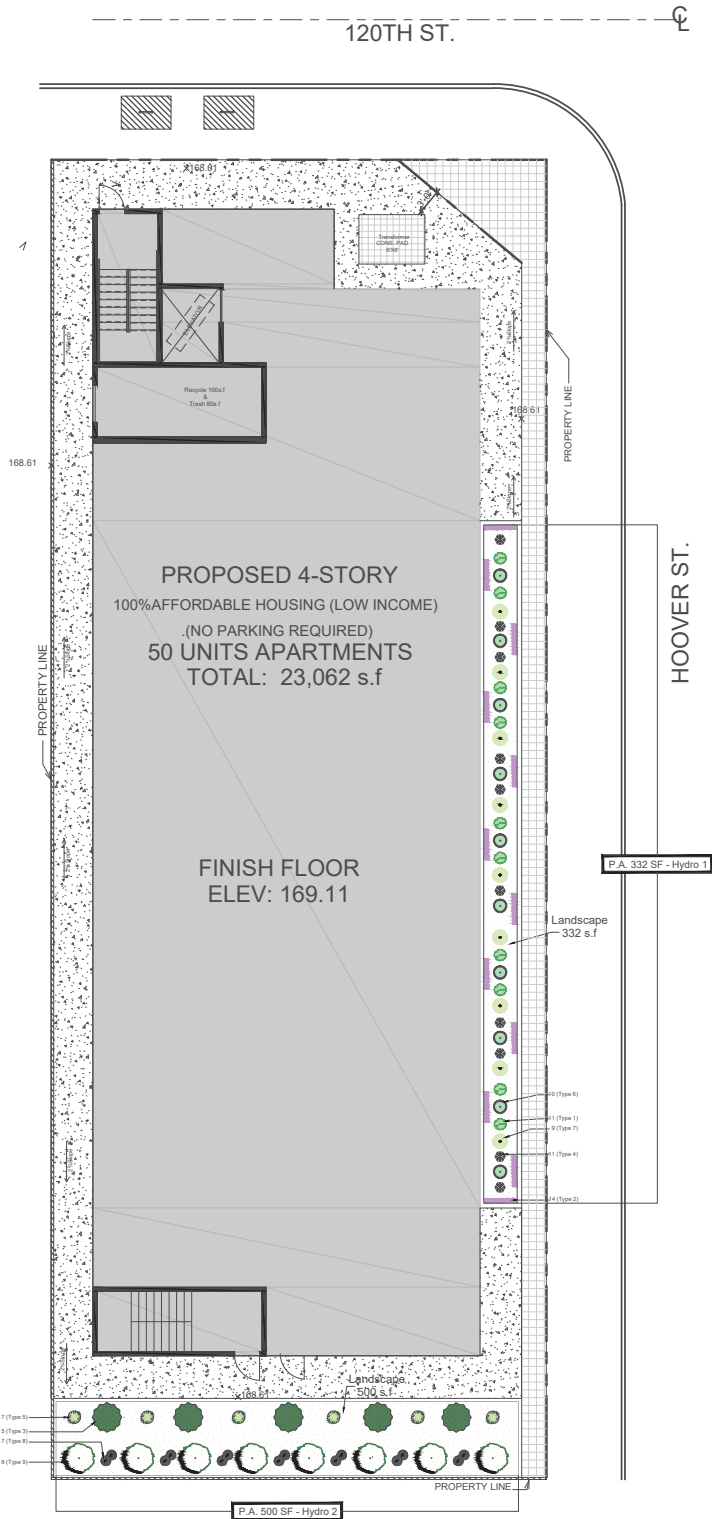 120TH ST.
℄
168.61
Transformer
CONS. PAD
6'X8'
ELEVATOR
Recycle 100s.f
&
Trash 80s.f
168.61
PROPERTY LINE
168.61
PROPOSED 4-STORY
100%AFFORDABLE HOUSING (LOW INCOME)
.(NO PARKING REQUIRED)
50 UNITS APARTMENTS
TOTAL: 23,062 s.f
HOOVER ST.
PROPERTY LINE
FINISH FLOOR
ELEV: 169.11
P.A. 332 SF - Hydro 1
Landscape
332 s.f
10 (Type 6)
11 (Type 1)
9 (Type 7)
11 (Type 4)
14 (Type 2)
Landscape
500 s.f
168.61
7 (Type 5)
5 (Type 3)
7 (Type 8)
8 (Type 9)
PROPERTY LINE
P.A. 500 SF - Hydro 2